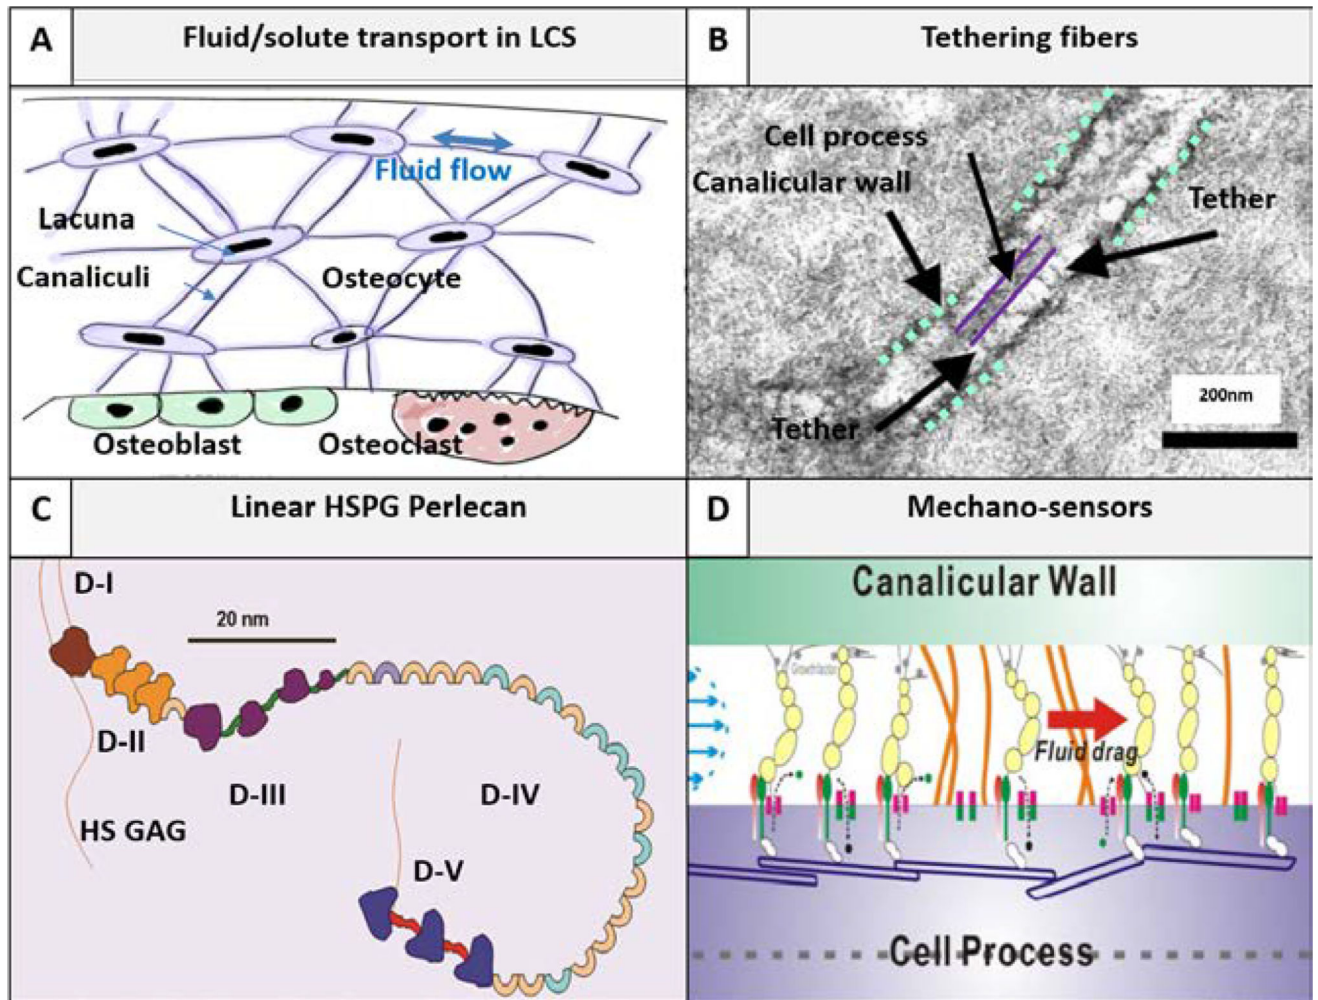 A
Fluid/solute transport in LCS
Fluid flow
Lacuna
Canaliculi
Osteocyte
Osteoblast
Osteoclast
B
Tethering fibers
Cell process
Canalicular wall
Tether
Tether
200nm
C
Linear HSPG Perlecan
D-I
20 nm
D-II
D-III
D-IV
HS GAG
D-V
D
Mechano-sensors
Canalicular Wall
Fluid drag
Cell Process